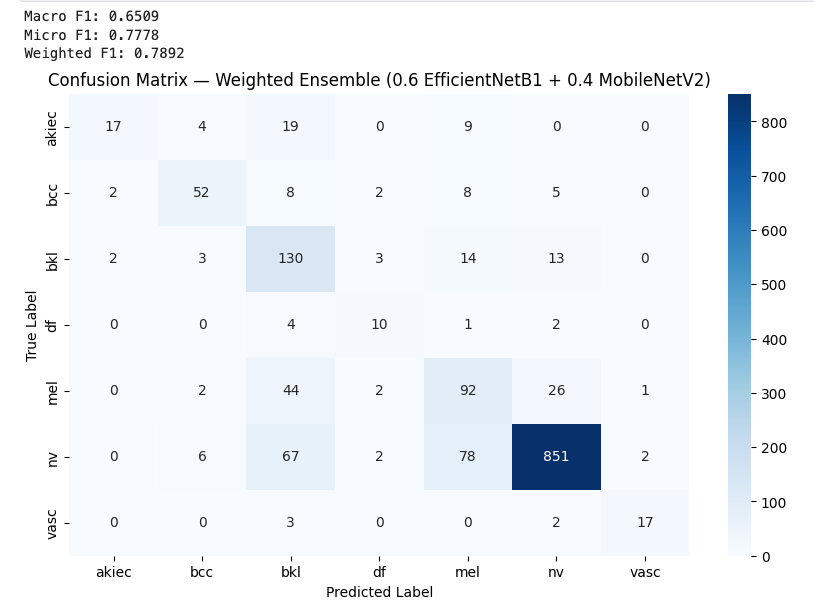 Macro F1: 0.6509
Micro F1: 0.7778
Weighted F1: 0.7892
Confusion Matrix — Weighted Ensemble (0.6 EfficientNetB1 + 0.4 MobileNetV2)
True Label
akiec 17 4 19 0 9 0 0
bcc 2 52 8 2 8 5 0
bkl 2 3 130 3 14 13 0
df 0 0 4 10 1 2 0
mel 0 2 44 2 92 26 1
nv 0 6 67 2 78 851 2
vasc 0 0 3 0 0 2 17
akiec bcc bkl df mel nv vasc
Predicted Label
800
700
600
500
400
300
200
100
0